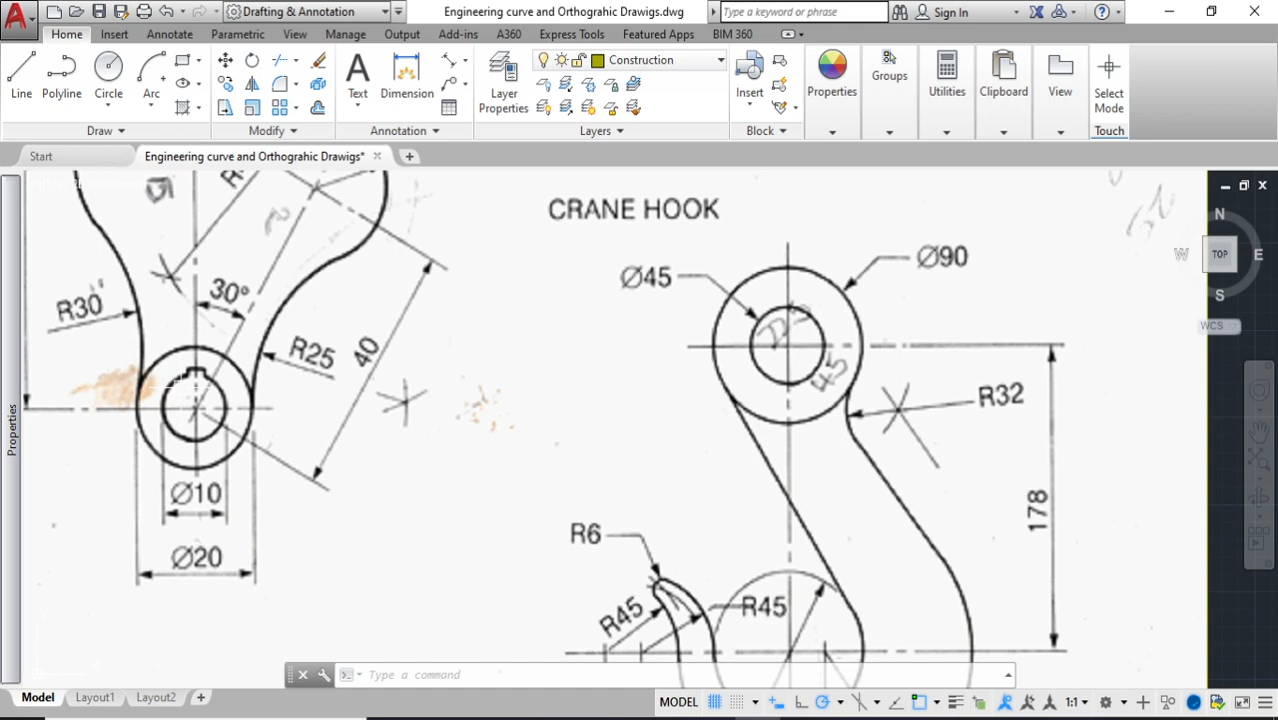 Drafting & Annotation
Engineering curve and Orthograhic Drawigs.dwg
Type a keyword or phrase
Sign In
Home
Insert
Annotate
Parametric
View
Manage
Output
Add-ins
A360
Express Tools
Featured Apps
BIM 360
Construction
Line
Polyline
Circle
Arc
Text
Dimension
Layer
Properties
Insert
Properties
Groups
Utilities
Clipboard
View
Select
Mode
Draw
Modify
Annotation
Layers
Block
Touch
Start
Engineering curve and Orthograhic Drawigs*
N
W
TOP
E
S
WCS
Properties
CRANE HOOK
Ø45
Ø90
45
R32
178
R6
R45
R45
R30
30°
R25
40
Ø10
Ø20
Type a command
Model
Layout1
Layout2
MODEL
1:1